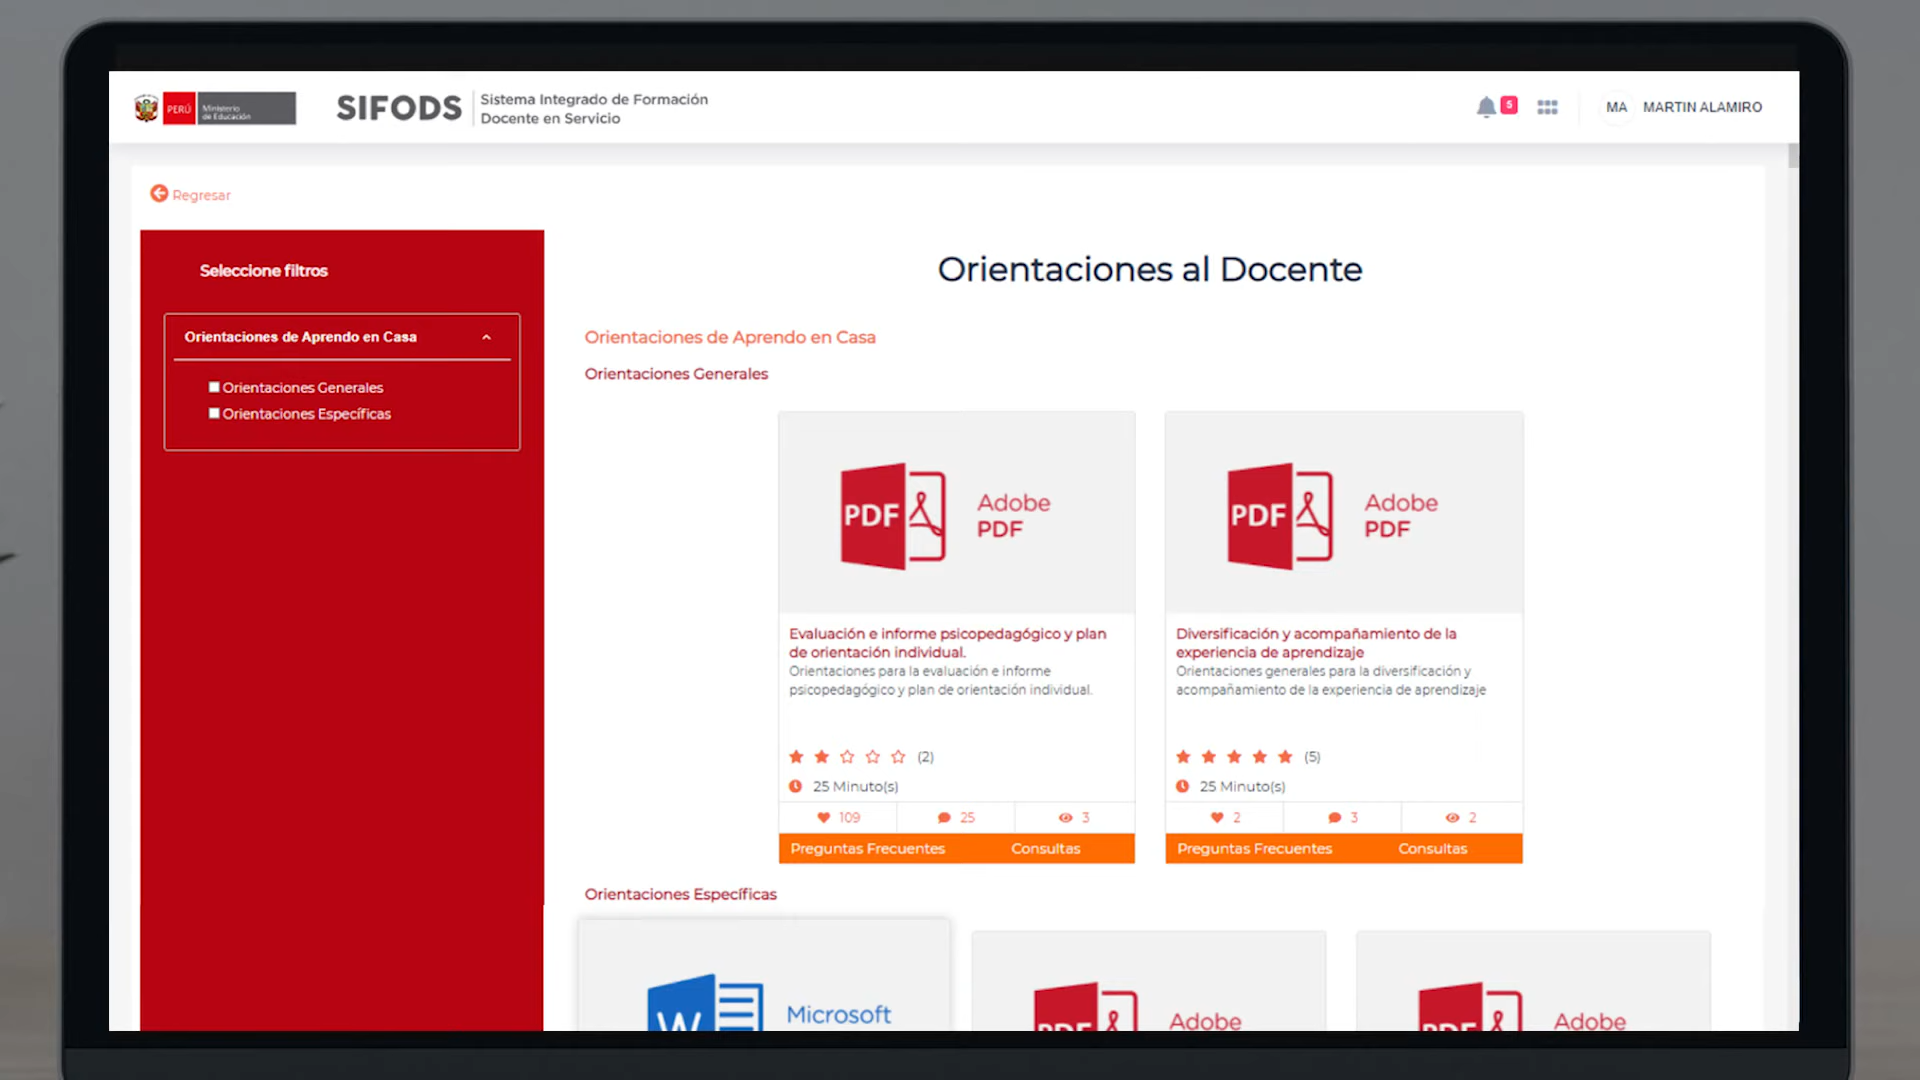 PERÚ
Ministerio
de Educación
SIFODS
Sistema Integrado de Formación
Docente en Servicio
5
MA
MARTIN ALAMIRO
Regresar
Seleccione filtros
Orientaciones de Aprendo en Casa
Orientaciones Generales
Orientaciones Específicas
Orientaciones al Docente
Orientaciones de Aprendo en Casa
Orientaciones Generales
PDF
Adobe
PDF
Evaluación e informe psicopedagógico y plan
de orientación individual.
Orientaciones para la evaluación e informe
psicopedagógico y plan de orientación individual.
(2)
25 Minuto(s)
109
25
3
Preguntas Frecuentes
Consultas
PDF
Adobe
PDF
Diversificación y acompañamiento de la
experiencia de aprendizaje
Orientaciones generales para la diversificación y
acompañamiento de la experiencia de aprendizaje
(5)
25 Minuto(s)
2
3
2
Preguntas Frecuentes
Consultas
Orientaciones Específicas
W
Microsoft
PDF
Adobe
PDF
Adobe